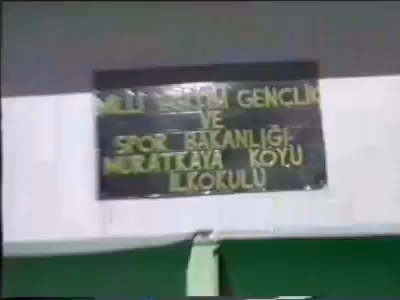 MİLLİ EĞİTİM GENÇLİK
VE
SPOR BAKANLIĞI
MURATKAYA KÖYÜ
İLKOKULU